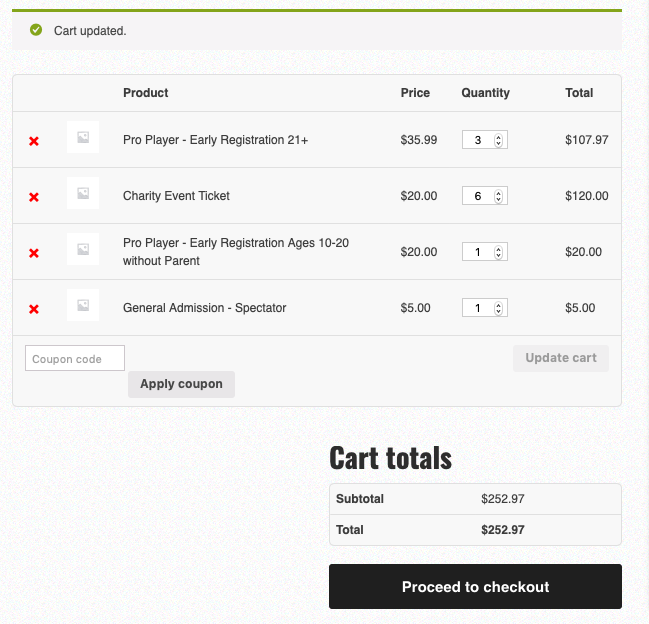 Cart updated.
Product Price Quantity Total
Pro Player - Early Registration 21+ $35.99 3 $107.97
Charity Event Ticket $20.00 6 $120.00
Pro Player - Early Registration Ages 10-20
without Parent $20.00 1 $20.00
General Admission - Spectator $5.00 1 $5.00
Coupon code Update cart
Apply coupon
Cart totals
Subtotal $252.97
Total $252.97
Proceed to checkout